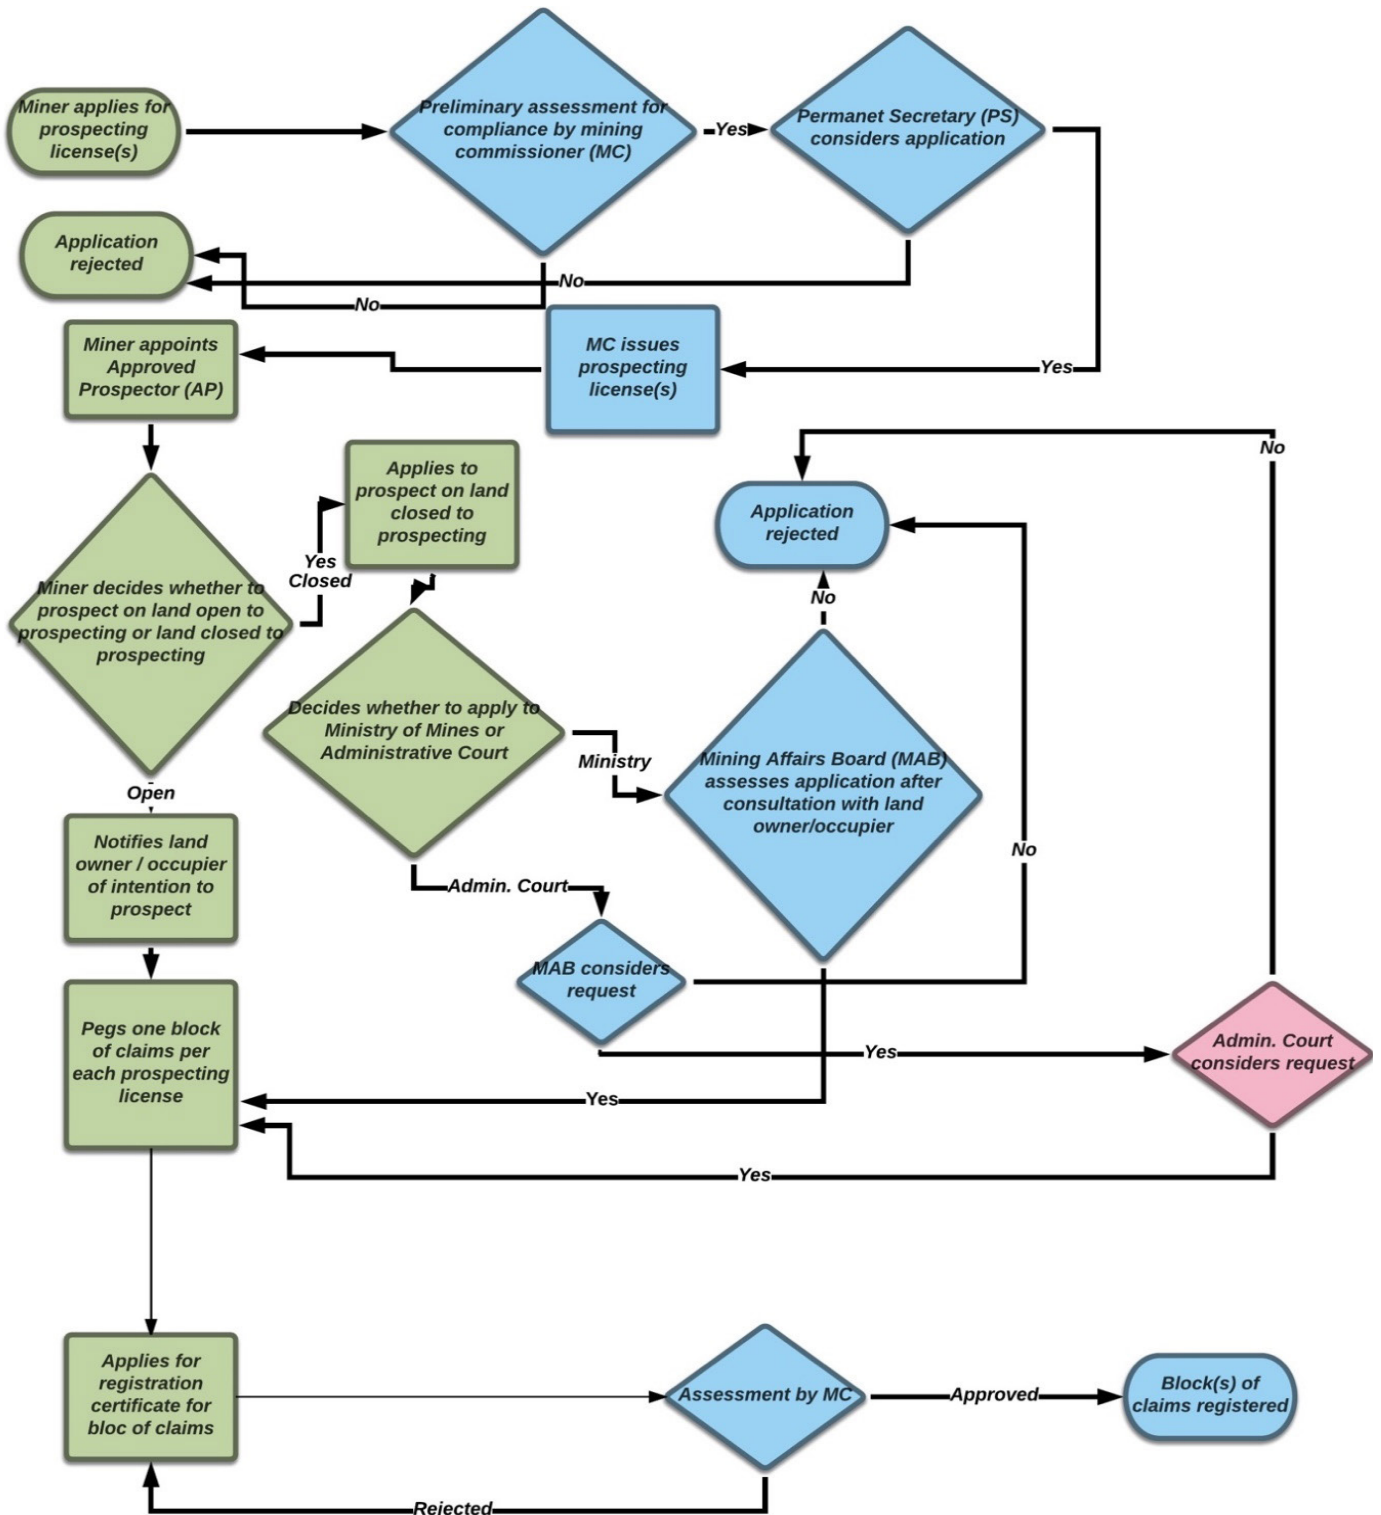 Miner applies for
prospecting
license(s)
Preliminary assessment for
compliance by mining
commissioner (MC)
Yes
Permanet Secretary (PS)
considers application
Application
rejected
No
No
Miner appoints
Approved
Prospector (AP)
MC issues
prospecting
license(s)
Yes
Applies to
prospect on land
closed to
prospecting
No
Application
rejected
Yes
Closed
Miner decides whether to
prospect on land open to
prospecting or land closed to
prospecting
No
Decides whether to apply to
Ministry of Mines or
Administrative Court
Ministry
Mining Affairs Board (MAB)
assesses application after
consultation with land
owner/occupier
Open
Notifies land
owner / occupier
of intention to
prospect
No
Admin. Court
MAB considers
request
Pegs one block
of claims per
each prospecting
license
Yes
Admin. Court
considers request
Yes
Yes
Applies for
registration
certificate for
bloc of claims
Assessment by MC
Approved
Block(s) of
claims registered
Rejected